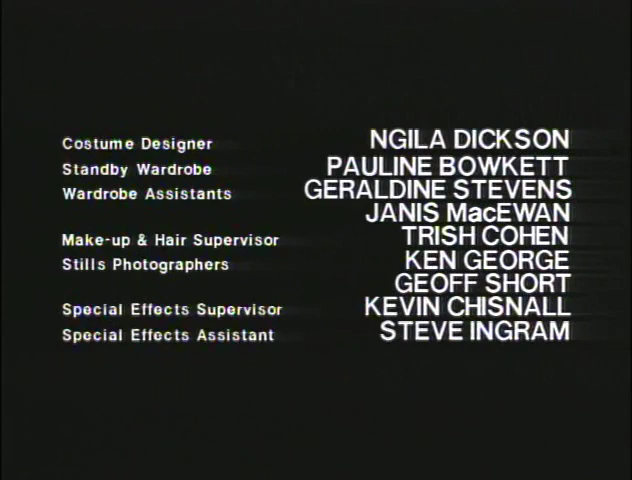 Costume Designer NGILA DICKSON
Standby Wardrobe PAULINE BOWKETT
Wardrobe Assistants GERALDINE STEVENS
JANIS MacEWAN
Make-up & Hair Supervisor TRISH COHEN
Stills Photographers KEN GEORGE
GEOFF SHORT
Special Effects Supervisor KEVIN CHISNALL
Special Effects Assistant STEVE INGRAM